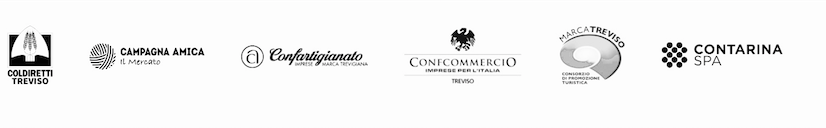 COLDIRETTI
TREVISO
CAMPAGNA AMICA
Il Mercato
a Confartigianato
IMPRESE MARCA TREVIGIANA
CONFCOMMERCIO
IMPRESE PER L'ITALIA
TREVISO
MARCATREVISO
CONSORZIO
DI PROMOZIONE
TURISTICA
CONTARINA
SPA